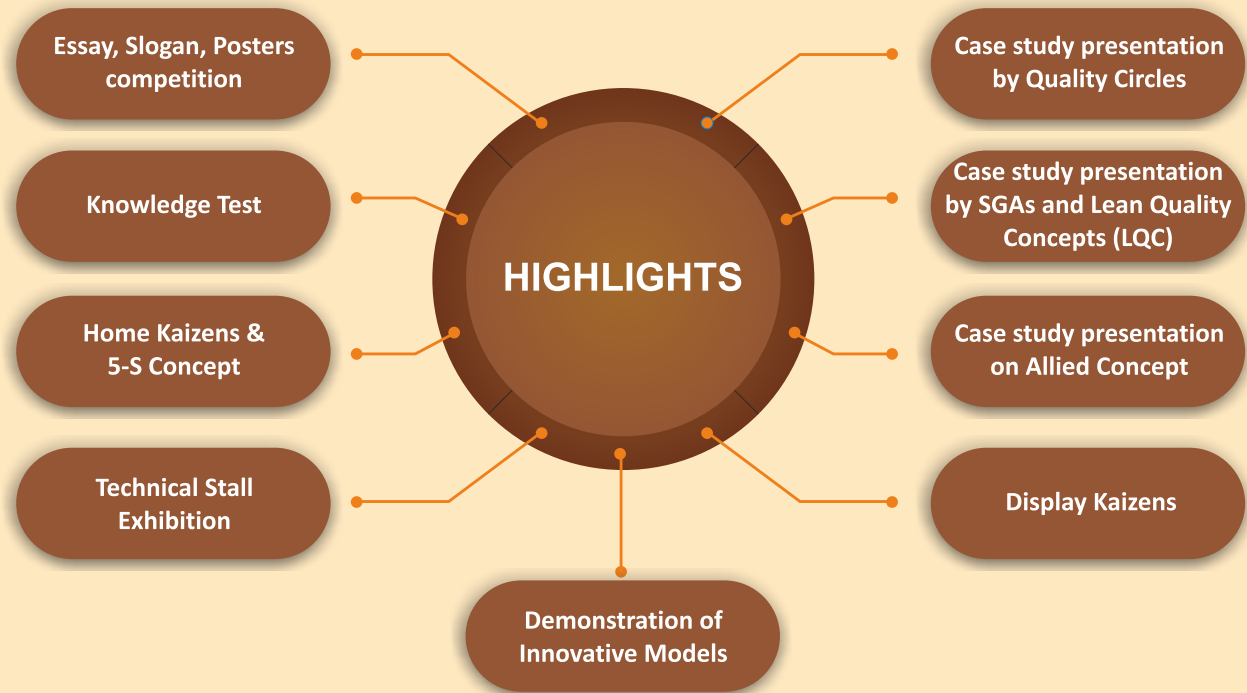 Essay, Slogan, Posters
competition
Knowledge Test
Home Kaizens &
5-S Concept
Technical Stall
Exhibition
HIGHLIGHTS
Case study presentation
by Quality Circles
Case study presentation
by SGAs and Lean Quality
Concepts (LQC)
Case study presentation
on Allied Concept
Display Kaizens
Demonstration of
Innovative Models